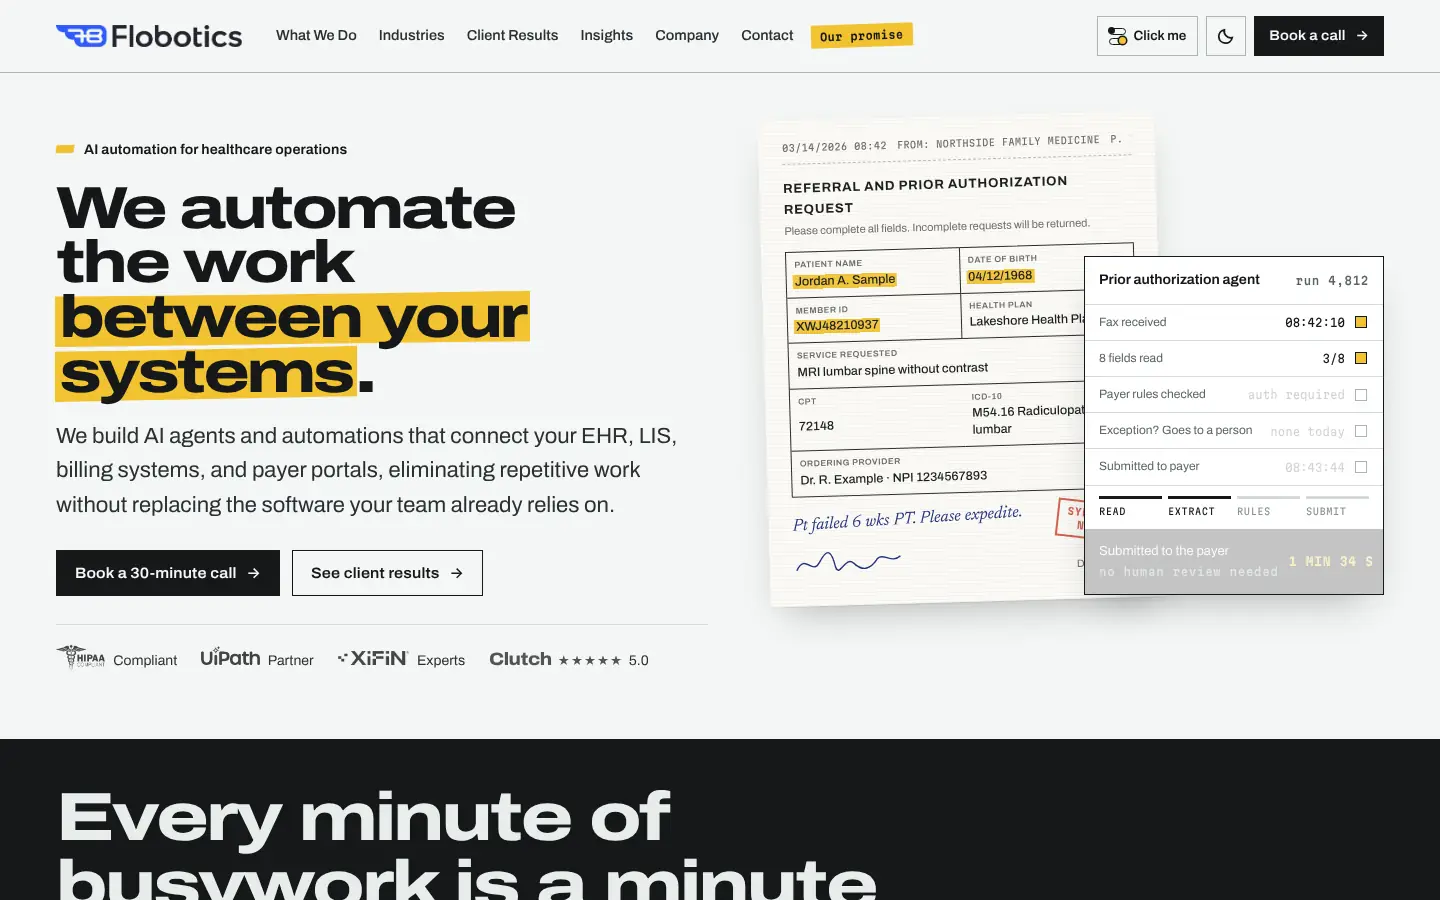 Flobotics
What We Do
Industries
Client Results
Insights
Company
Contact
Our promise
Click me
Book a call →
AI automation for healthcare operations
We automate
the work
between your
systems.
We build AI agents and automations that connect your EHR, LIS,
billing systems, and payer portals, eliminating repetitive work
without replacing the software your team already relies on.
Book a 30-minute call →
See client results →
HIPAA
Compliant
UiPath Partner
XiFiN Experts
Clutch ★★★★★ 5.0
03/14/2026 08:42 FROM: NORTHSIDE FAMILY MEDICINE P.
REFERRAL AND PRIOR AUTHORIZATION
REQUEST
Please complete all fields. Incomplete requests will be returned.
PATIENT NAME
Jordan A. Sample
DATE OF BIRTH
04/12/1968
MEMBER ID
XWJ48210937
HEALTH PLAN
Lakeshore Health
SERVICE REQUESTED
MRI lumbar spine without contrast
CPT
72148
ICD-10
M54.16
lumbar
ORDERING PROVIDER
Dr. R. Example · NPI 1234567893
Pt failed 6 wks PT. Please expedite.
Prior authorization agent
run 4,812
Fax received
08:42:10
8 fields read
3/8
Payer rules checked
auth required
Exception? Goes to a person
none today
Submitted to payer
08:43:44
READ
EXTRACT
RULES
SUBMIT
Submitted to the payer
no human review needed
1 MIN 34 S
Every minute of
busywork is a minute